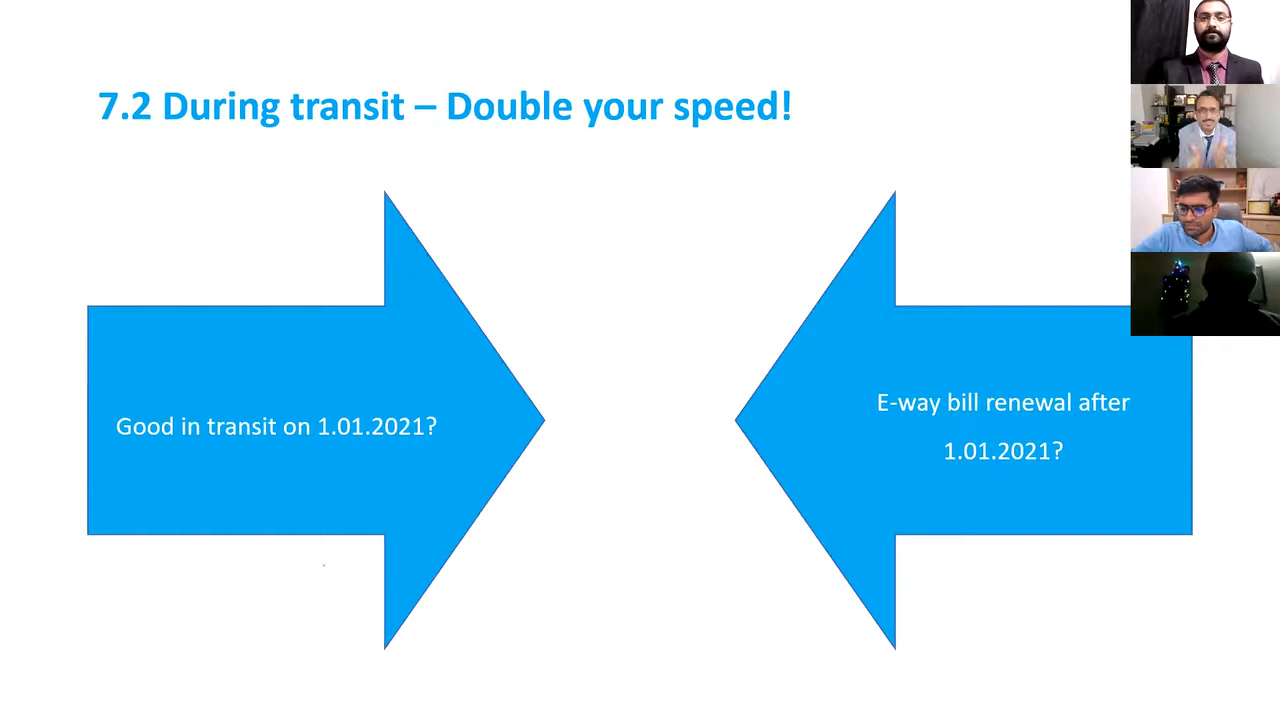 7.2 During transit – Double your speed!
Good in transit on 1.01.2021?
E-way bill renewal after
1.01.2021?